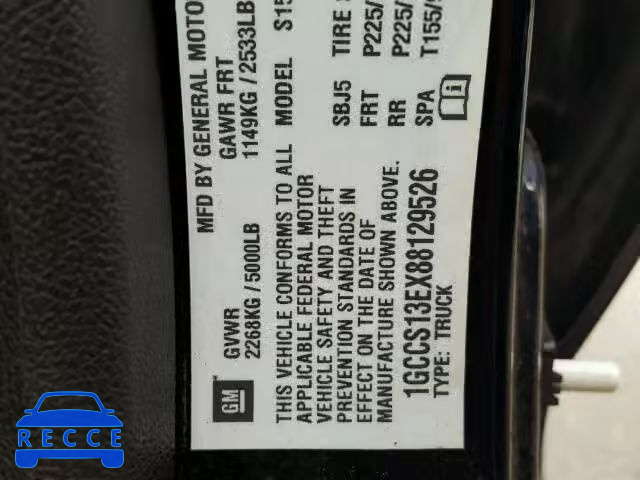 MFD BY GENERAL MOTO
GAWR FRT
1149KG / 2533LB
GVWR
2268KG / 5000LB
MODEL S15
THIS VEHICLE CONFORMS TO ALL
APPLICABLE FEDERAL MOTOR
VEHICLE SAFETY AND THEFT
PREVENTION STANDARDS IN
EFFECT ON THE DATE OF
MANUFACTURE SHOWN ABOVE.
SBJ5 TIRE S
FRT P225/
RR P225/
SPA T155/9
1GCCS13EX88129526
TYPE: TRUCK
GM
RECCE